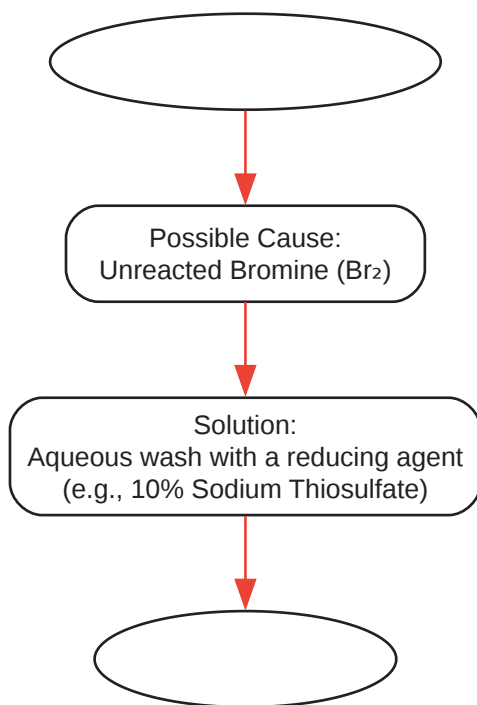 Possible Cause:
Unreacted Bromine (Br₂)
Solution:
Aqueous wash with a reducing agent
(e.g., 10% Sodium Thiosulfate)